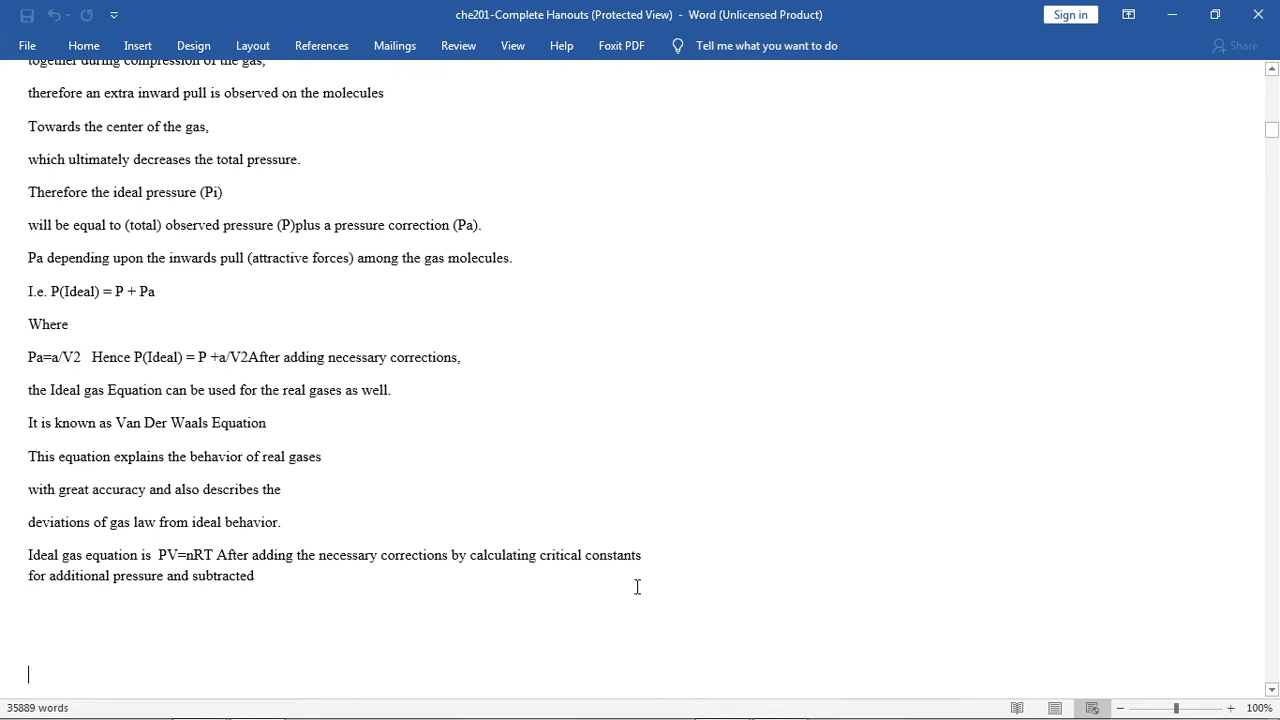 che201-Complete Hanouts (Protected View) - Word (Unlicensed Product)
Sign in
File Home Insert Design Layout References Mailings Review View Help Foxit PDF Tell me what you want to do Share
together during compression of the gas,
therefore an extra inward pull is observed on the molecules
Towards the center of the gas,
which ultimately decreases the total pressure.
Therefore the ideal pressure (Pi)
will be equal to (total) observed pressure (P)plus a pressure correction (Pa).
Pa depending upon the inwards pull (attractive forces) among the gas molecules.
I.e. P(Ideal) = P + Pa
Where
Pa=a/V2 Hence P(Ideal) = P +a/V2After adding necessary corrections,
the Ideal gas Equation can be used for the real gases as well.
It is known as Van Der Waals Equation
This equation explains the behavior of real gases
with great accuracy and also describes the
deviations of gas law from ideal behavior.
Ideal gas equation is PV=nRT After adding the necessary corrections by calculating critical constants
for additional pressure and subtracted
35889 words
100%